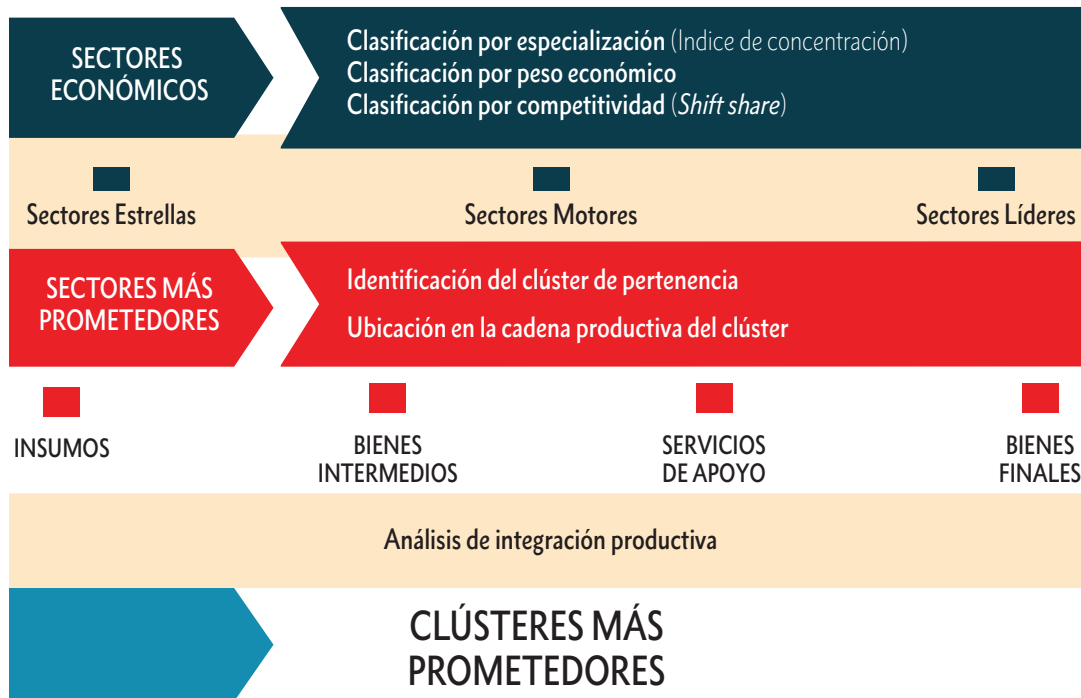 SECTORES
ECONÓMICOS
Clasificación por especialización (Indice de concentración)
Clasificación por peso económico
Clasificación por competitividad (Shift share)
Sectores Estrellas
Sectores Motores
Sectores Líderes
SECTORES MÁS
PROMETEDORES
Identificación del clúster de pertenencia
Ubicación en la cadena productiva del clúster
INSUMOS
BIENES
INTERMEDIOS
SERVICIOS
DE APOYO
BIENES
FINALES
Análisis de integración productiva
CLÚSTERES MÁS
PROMETEDORES